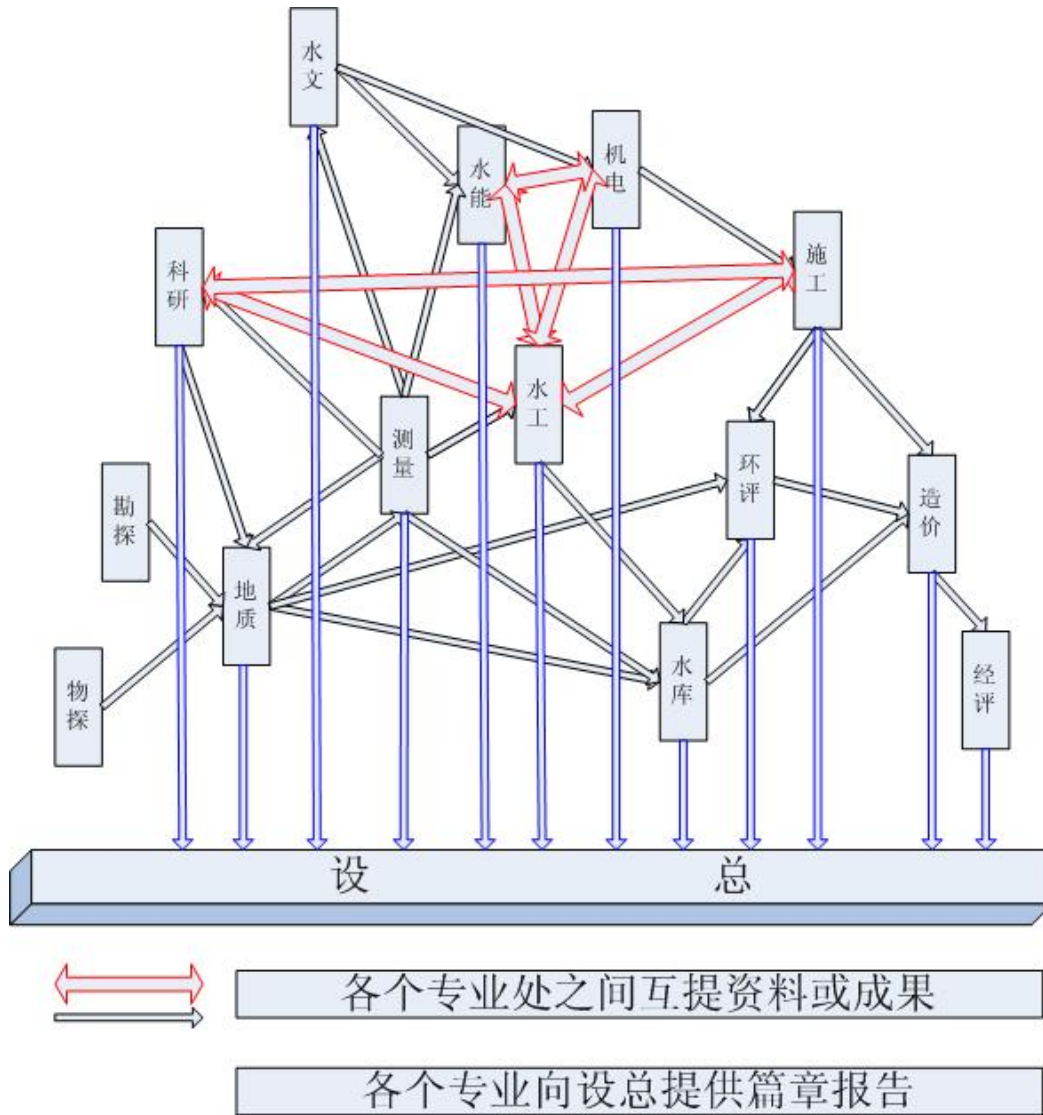 水文
水能
机电
施工
科研
水工
测量
环评
造价
勘探
地质
水库
经评
物探
设 总
各个专业处之间互提资料或成果
各个专业向设总提供篇章报告